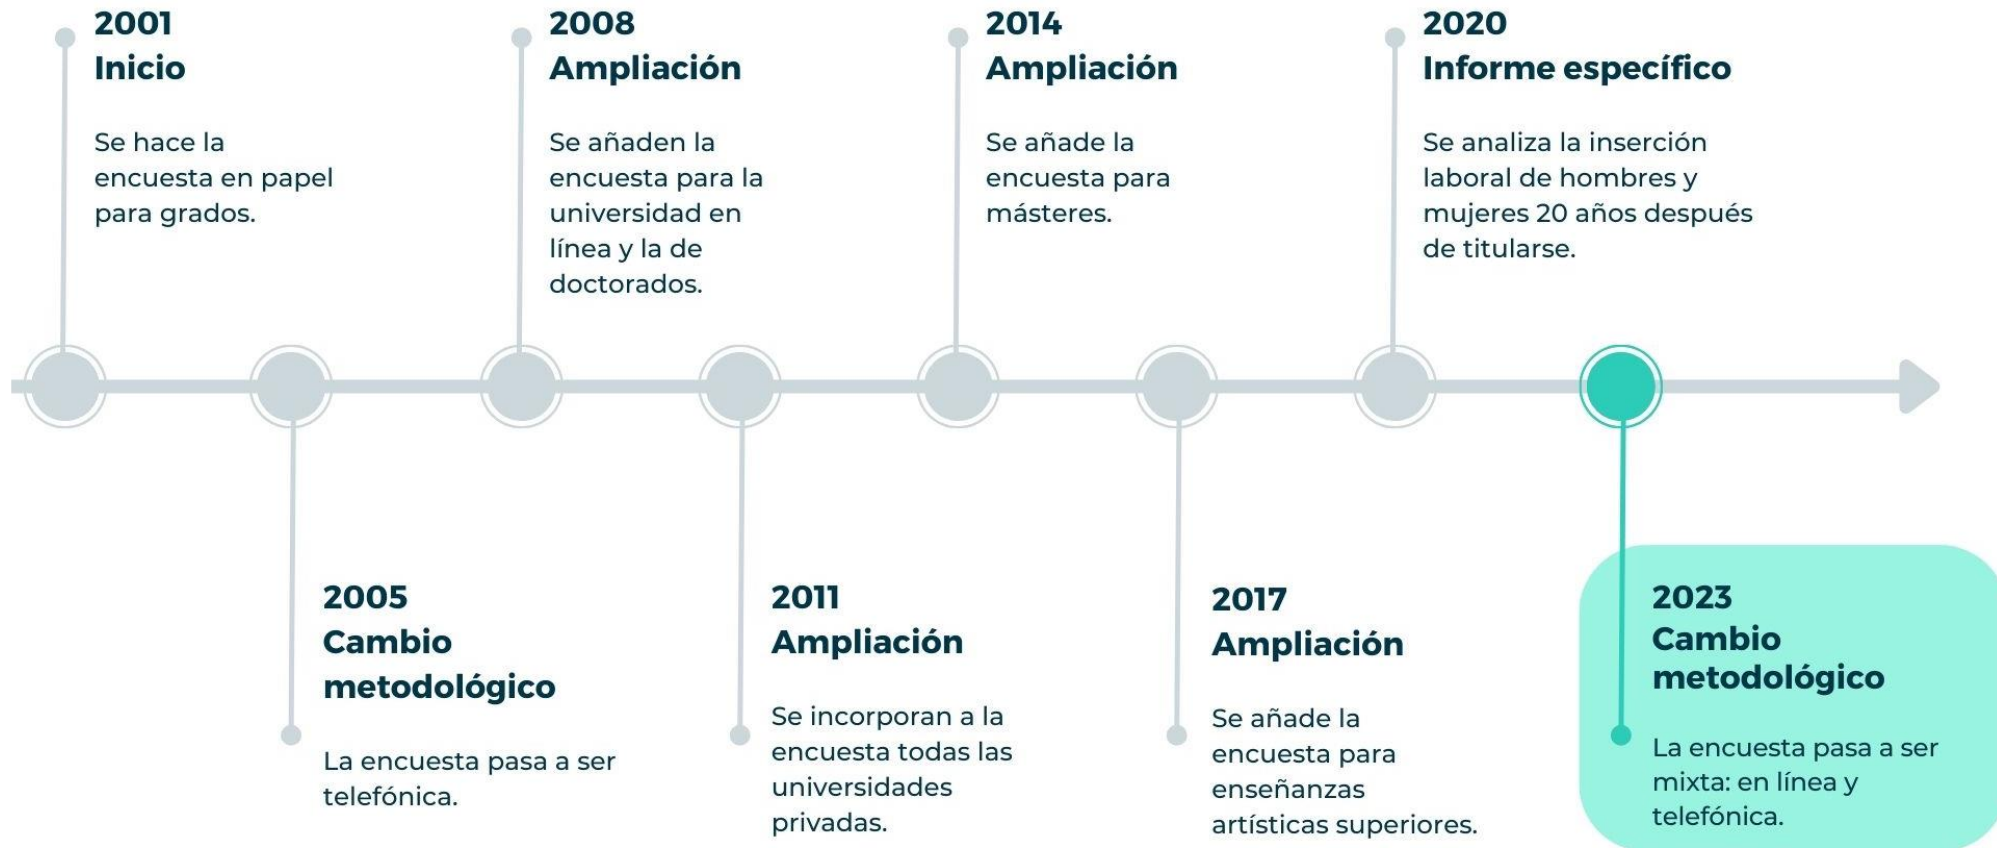 2001
Inicio
Se hace la
encuesta en papel
para grados.
2008
Ampliación
Se añaden la
encuesta para la
universidad en
línea y la de
doctorados.
2014
Ampliación
Se añade la
encuesta para
másteres.
2020
Informe específico
Se analiza la inserción
laboral de hombres y
mujeres 20 años después
de titularse.
2005
Cambio
metodológico
La encuesta pasa a ser
telefónica.
2011
Ampliación
Se incorporan a la
encuesta todas las
universidades
privadas.
2017
Ampliación
Se añade la
encuesta para
enseñanzas
artísticas superiores.
2023
Cambio
metodológico
La encuesta pasa a ser
mixta: en línea y
telefónica.